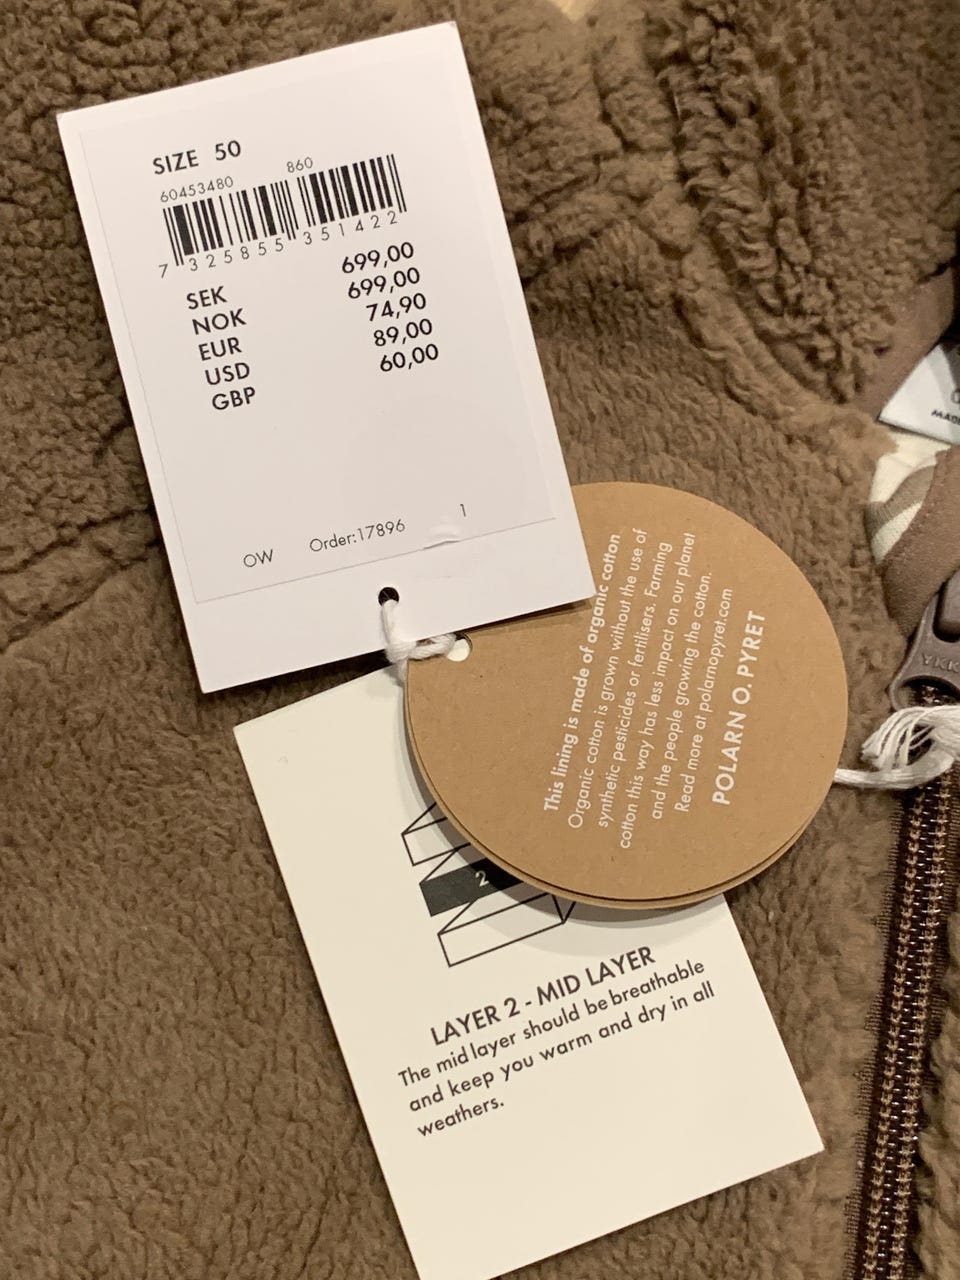 SIZE 50
60453480 860
7 325855 351422
SEK 699,00
NOK 699,00
EUR 74,90
USD 89,00
GBP 60,00
OW Order:17896 1
This lining is made of organic cotton
Organic cotton is grown without the use of
synthetic pesticides or fertilisers. Farming
cotton this way has less impact on our planet
and the people growing the cotton.
Read more at polarnopyret.com
POLARN O. PYRET
2
LAYER 2 - MID LAYER
The mid layer should be breathable
and keep you warm and dry in all
weathers.
YKK